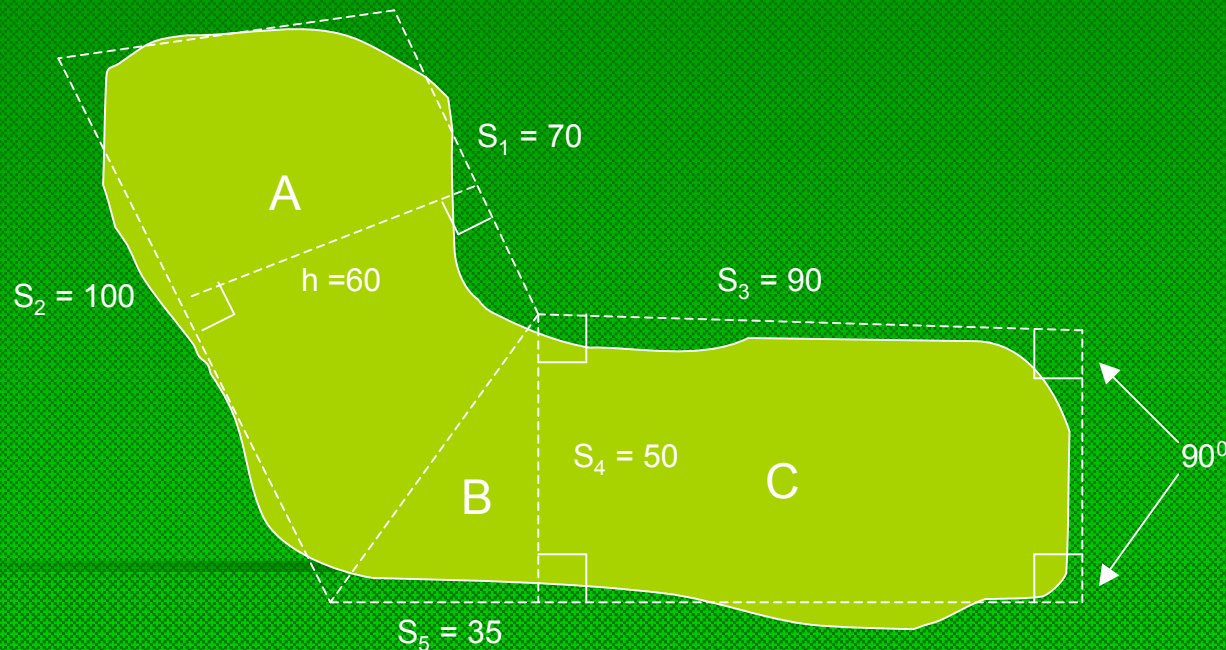 S₁ = 70
A
h =60
S₃ = 90
S₂ = 100
S₄ = 50
90⁰
C
B
S₅ = 35